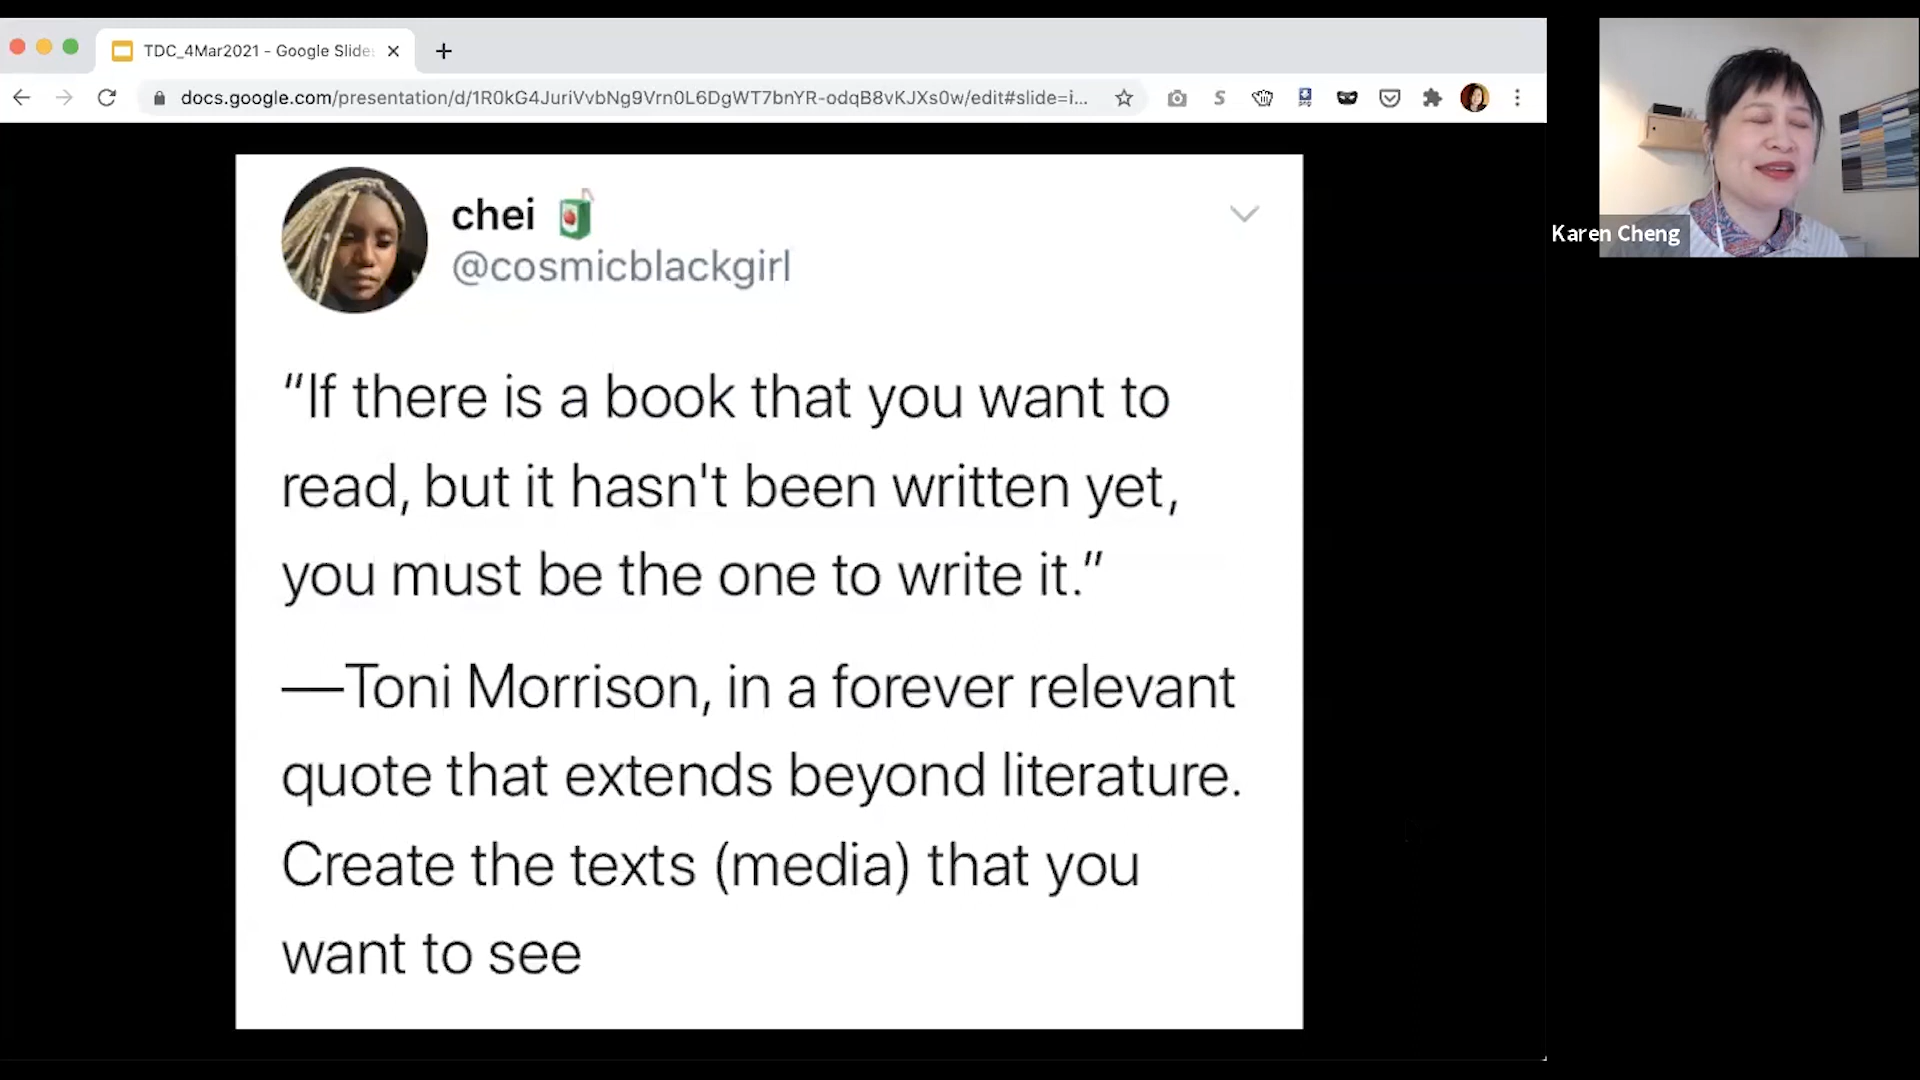 TDC_4Mar2021 - Google Slide
docs.google.com/presentation/d/1R0kG4JuriVvbNg9Vrn0L6DgWT7bnYR-odqB8vKJXs0w/edit#slide=i...
chei
@cosmicblackgirl
“If there is a book that you want to
read, but it hasn't been written yet,
you must be the one to write it.”
—Toni Morrison, in a forever relevant
quote that extends beyond literature.
Create the texts (media) that you
want to see
Karen Cheng